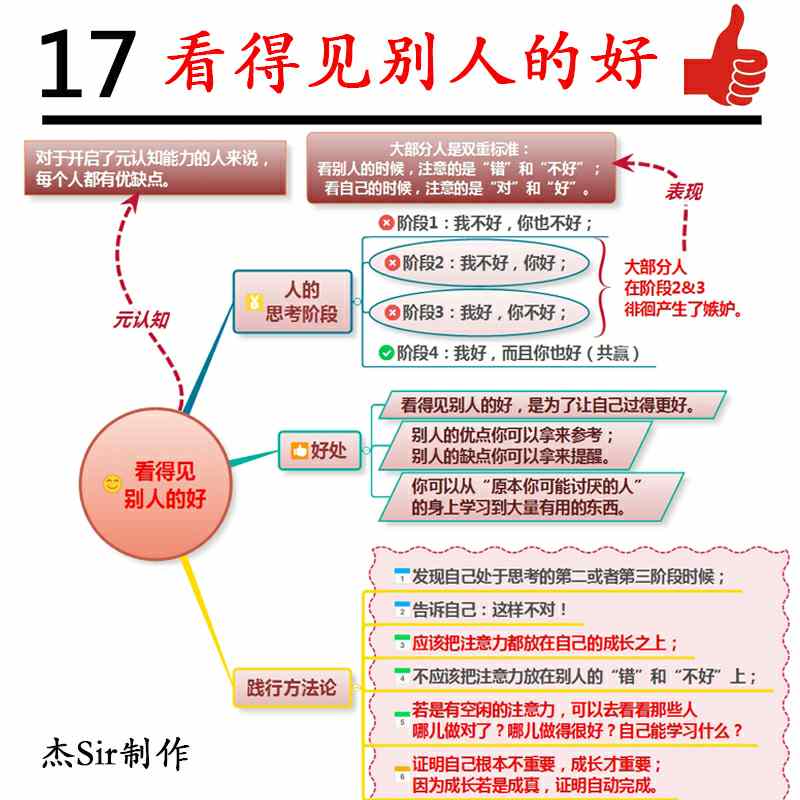 17 看得见别人的好
对于开启了元认知能力的人来说，
每个人都有优缺点。
大部分人是双重标准：
看别人的时候，注意的是“错”和“不好”；
看自己的时候，注意的是“对”和“好”。
表现
元认知
人的
思考阶段
阶段1：我不好，你也不好；
阶段2：我不好，你好；
阶段3：我好，你不好；
阶段4：我好，而且你也好（共赢）
大部分人
在阶段2&3
徘徊产生了嫉妒。
看得见
别人的好
好处
看得见别人的好，是为了让自己过得更好。
别人的优点你可以拿来参考；
别人的缺点你可以拿来提醒。
你可以从“原本你可能讨厌的人”
的身上学习到大量有用的东西。
践行方法论
1 发现自己处于思考的第二或者第三阶段时候；
2 告诉自己：这样不对！
3 应该把注意力都放在自己的成长之上；
4 不应该把注意力放在别人的“错”和“不好”上；
5 若是有空闲的注意力，可以去看看那些人
哪儿做对了？哪儿做得很好？自己能学习什么？
6 证明自己根本不重要，成长才重要；
因为成长若是成真，证明自动完成。
杰Sir制作